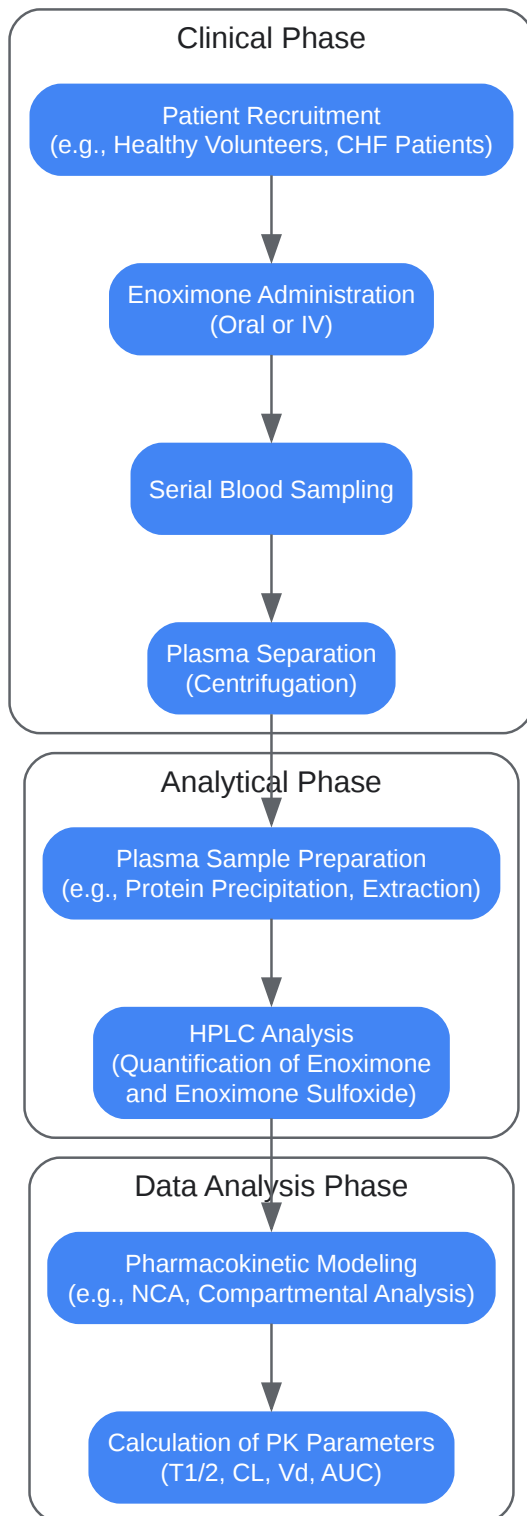 Clinical Phase
Patient Recruitment
(e.g., Healthy Volunteers, CHF Patients)
Enoximone Administration
(Oral or IV)
Serial Blood Sampling
Plasma Separation
(Centrifugation)
Analytical Phase
Plasma Sample Preparation
(e.g., Protein Precipitation, Extraction)
HPLC Analysis
(Quantification of Enoximone
and Enoximone Sulfoxide)
Data Analysis Phase
Pharmacokinetic Modeling
(e.g., NCA, Compartmental Analysis)
Calculation of PK Parameters
(T1/2, CL, Vd, AUC)